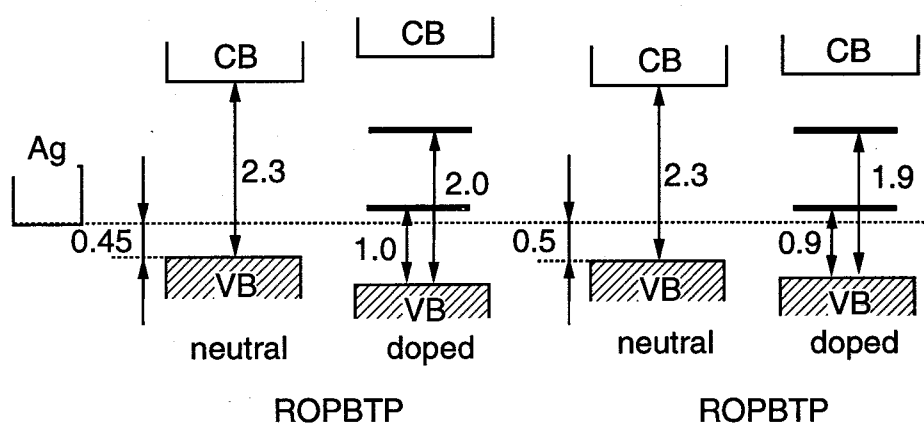 CB
CB
CB
CB
Ag
2.3
2.0
2.3
1.9
0.45
1.0
0.5
0.9
VB
VB
VB
VB
neutral
doped
neutral
doped
ROPBTP
ROPBTP